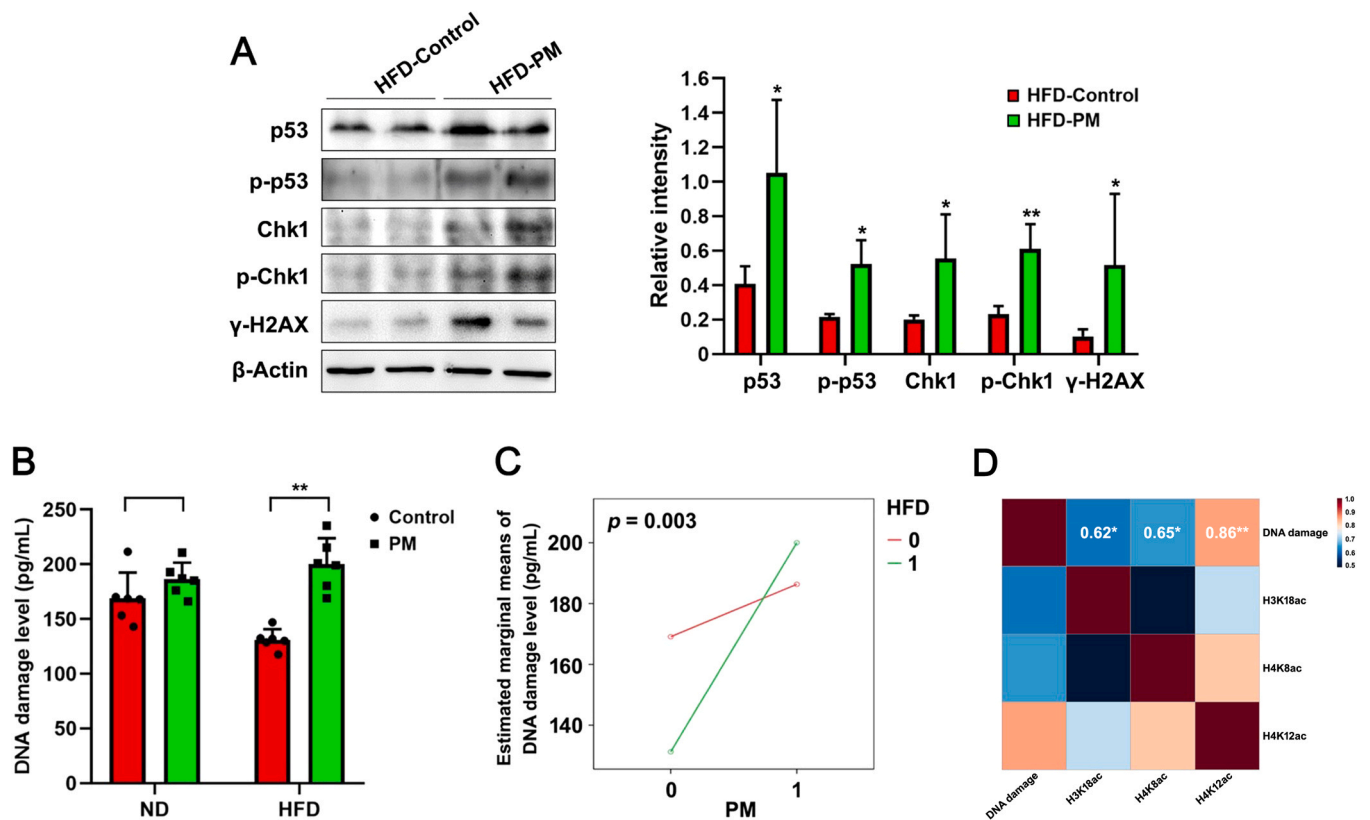 A
HFD-Control
HFD-PM
p53
p-p53
Chk1
p-Chk1
γ-H2AX
β-Actin
Relative intensity
1.6
1.4
1.2
1.0
0.8
0.6
0.4
0.2
0
*
*
*
**
*
HFD-Control
HFD-PM
p53
p-p53
Chk1
p-Chk1
γ-H2AX
B
DNA damage level (pg/mL)
250
200
150
100
50
0
**
Control
PM
ND
HFD
C
Estimated marginal means of
DNA damage level (pg/mL)
p = 0.003
200
180
160
140
0
1
PM
HFD
0
1
D
0.62*
0.65*
0.86**
DNA damage
H3K18ac
H4K8ac
H4K12ac
DNA damage
H3K18ac
H4K8ac
H4K12ac
1.0
0.9
0.8
0.7
0.6
0.5